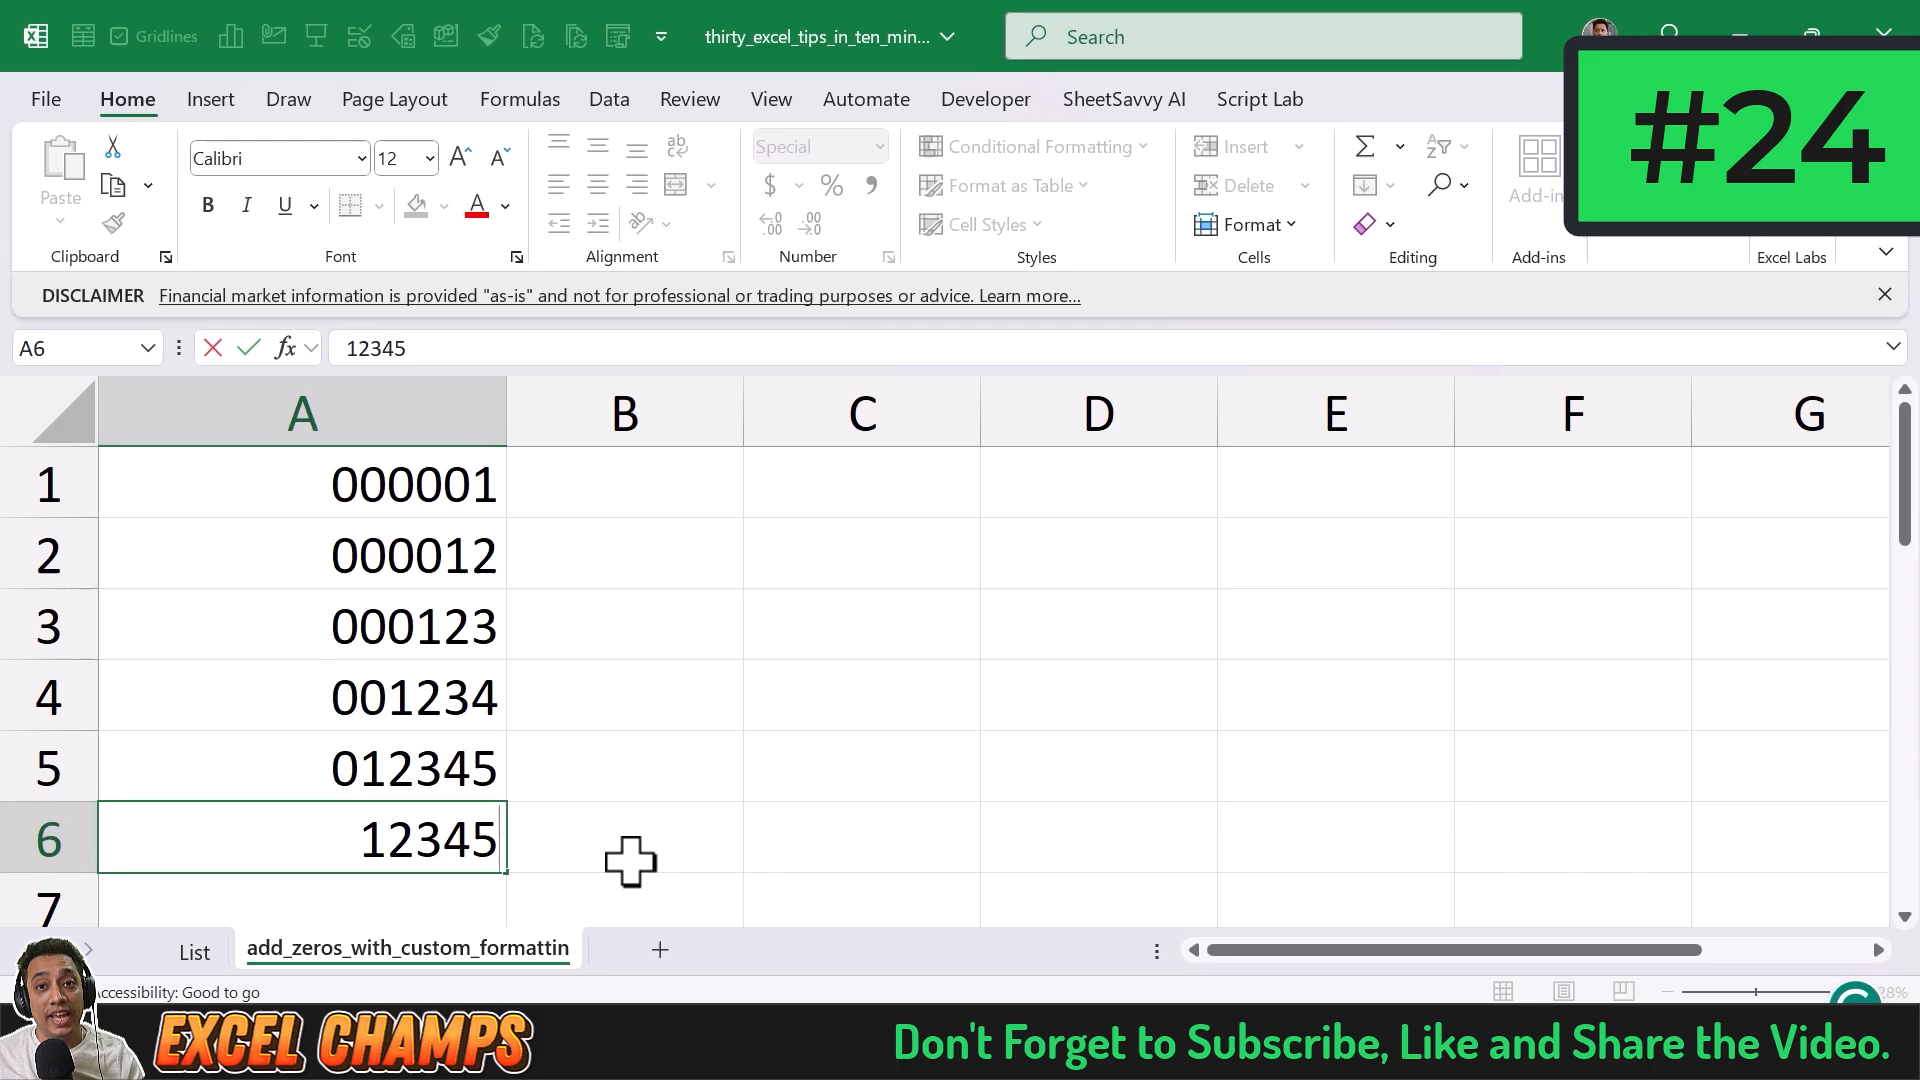 Gridlines
thirty_excel_tips_in_ten_min...
Search
#24
File Home Insert Draw Page Layout Formulas Data Review View Automate Developer SheetSavvy AI Script Lab
Paste
Calibri 12
B I U
Special
Conditional Formatting
Format as Table
Cell Styles
Insert
Delete
Format
Add-in
Clipboard Font Alignment Number Styles Cells Editing Add-ins Excel Labs
DISCLAIMER Financial market information is provided "as-is" and not for professional or trading purposes or advice. Learn more...
A6 fx 12345
A B C D E F G
1 000001
2 000012
3 000123
4 001234
5 012345
6 12345
7
List add_zeros_with_custom_formattin
ccessibility: Good to go
28%
EXCEL CHAMPS
Don't Forget to Subscribe, Like and Share the Video.